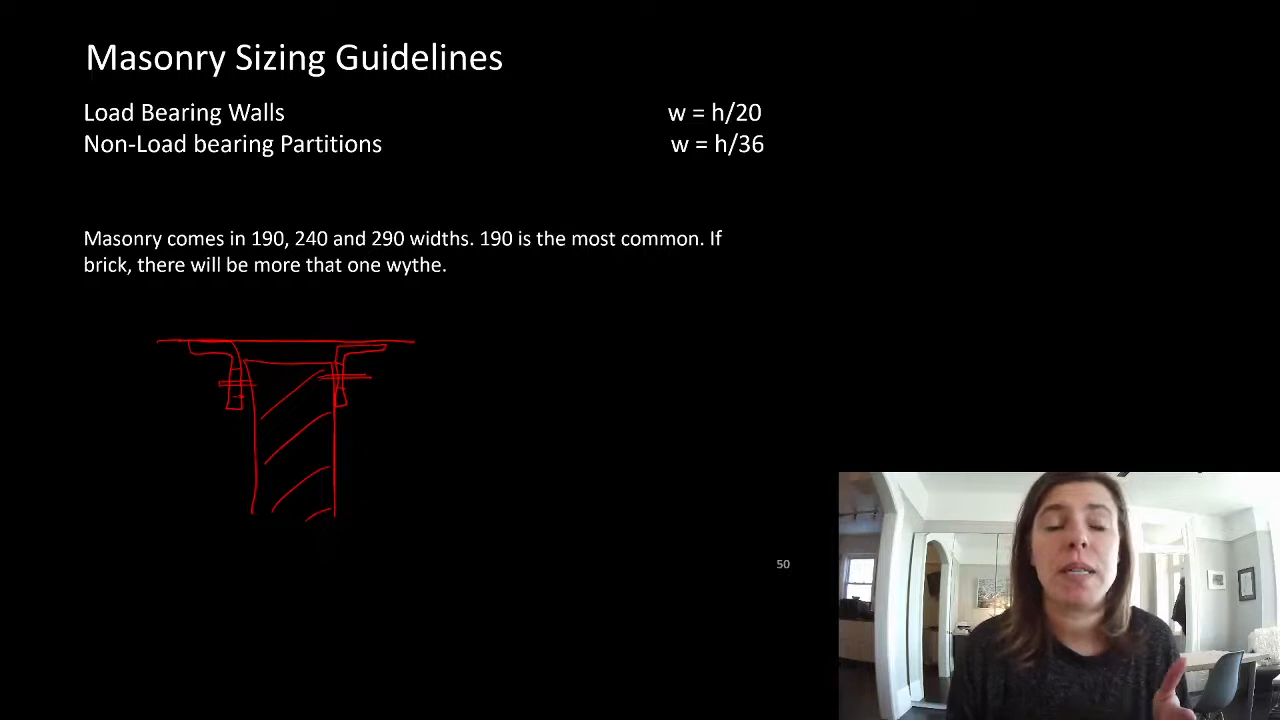 Masonry Sizing Guidelines
Load Bearing Walls w = h/20
Non-Load bearing Partitions w = h/36
Masonry comes in 190, 240 and 290 widths. 190 is the most common. If
brick, there will be more that one wythe.
50